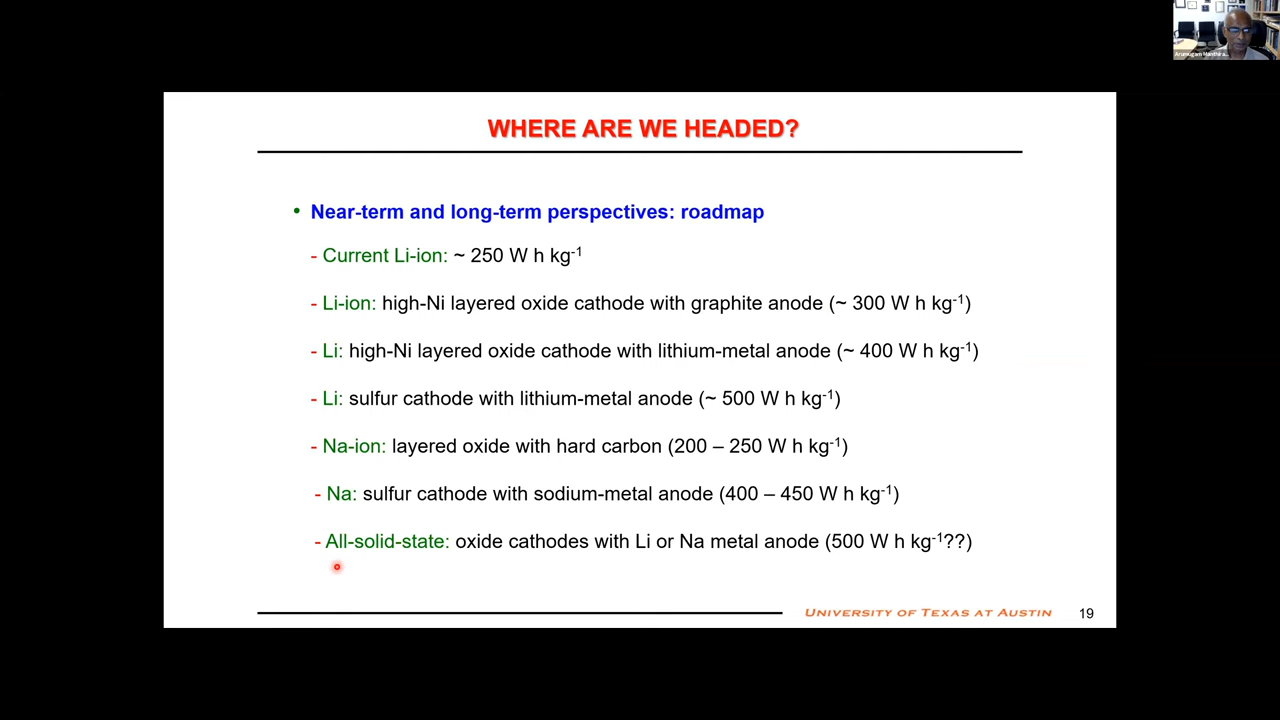 Arumugam Manthira...
WHERE ARE WE HEADED?
• Near-term and long-term perspectives: roadmap
- Current Li-ion: ~ 250 W h kg⁻¹
- Li-ion: high-Ni layered oxide cathode with graphite anode (~ 300 W h kg⁻¹)
- Li: high-Ni layered oxide cathode with lithium-metal anode (~ 400 W h kg⁻¹)
- Li: sulfur cathode with lithium-metal anode (~ 500 W h kg⁻¹)
- Na-ion: layered oxide with hard carbon (200 – 250 W h kg⁻¹)
- Na: sulfur cathode with sodium-metal anode (400 – 450 W h kg⁻¹)
- All-solid-state: oxide cathodes with Li or Na metal anode (500 W h kg⁻¹??)
UNIVERSITY OF TEXAS AT AUSTIN 19